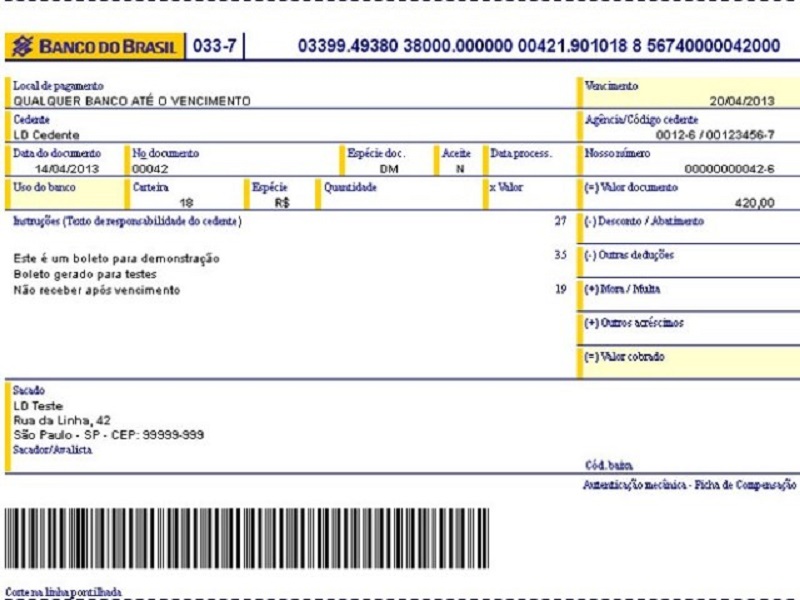 BANCO DO BRASIL 033-7 03399.49380 38000.000000 00421.901018 8 56740000042000
Local de pagamento Vencimento
QUALQUER BANCO ATÉ O VENCIMENTO 20/04/2013
Cedente Agência/Código cedente
LD Cedente 0012-6 / 00123456-7
Data do documento No documento Espécie doc. Aceite Data process. Nosso número
14/04/2013 00042 DM N 00000000042-6
Uso do banco Carteira Espécie Quantidade x Valor (=) Valor documento
18 R$ 420,00
Instruções (Texto de responsabilidade do cedente) 27 (-) Desconto / Abatimento
Este é um boleto para demonstração 35 (-) Outras deduções
Boleto gerado para testes
Não receber após vencimento 19 (+) Mora / Multa
(+) Outros acréscimos
(=) Valor cobrado
Sacado
LD Teste
Rua da Linha, 42
São Paulo - SP - CEP: 99999-999
Sacador/Avalista
Cód. baixa
Autenticação mecânica - Ficha de Compensação
Corte na linha pontilhada